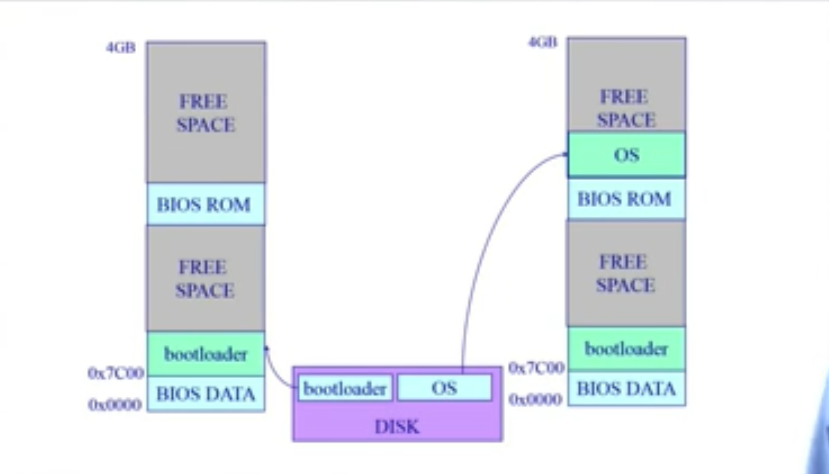 4GB
FREE
SPACE
BIOS ROM
FREE
SPACE
bootloader
0x7C00
BIOS DATA
0x0000
bootloader
OS
DISK
4GB
FREE
SPACE
OS
BIOS ROM
FREE
SPACE
bootloader
0x7C00
BIOS DATA
0x0000